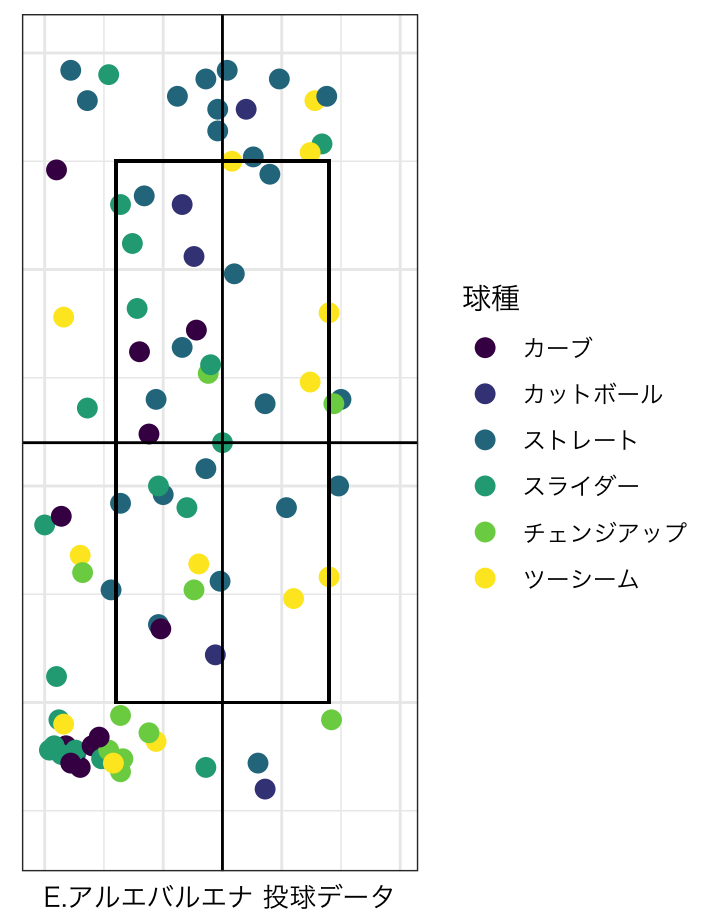 球種
カーブ
カットボール
ストレート
スライダー
チェンジアップ
ツーシーム
E.アルエバルエナ 投球データ